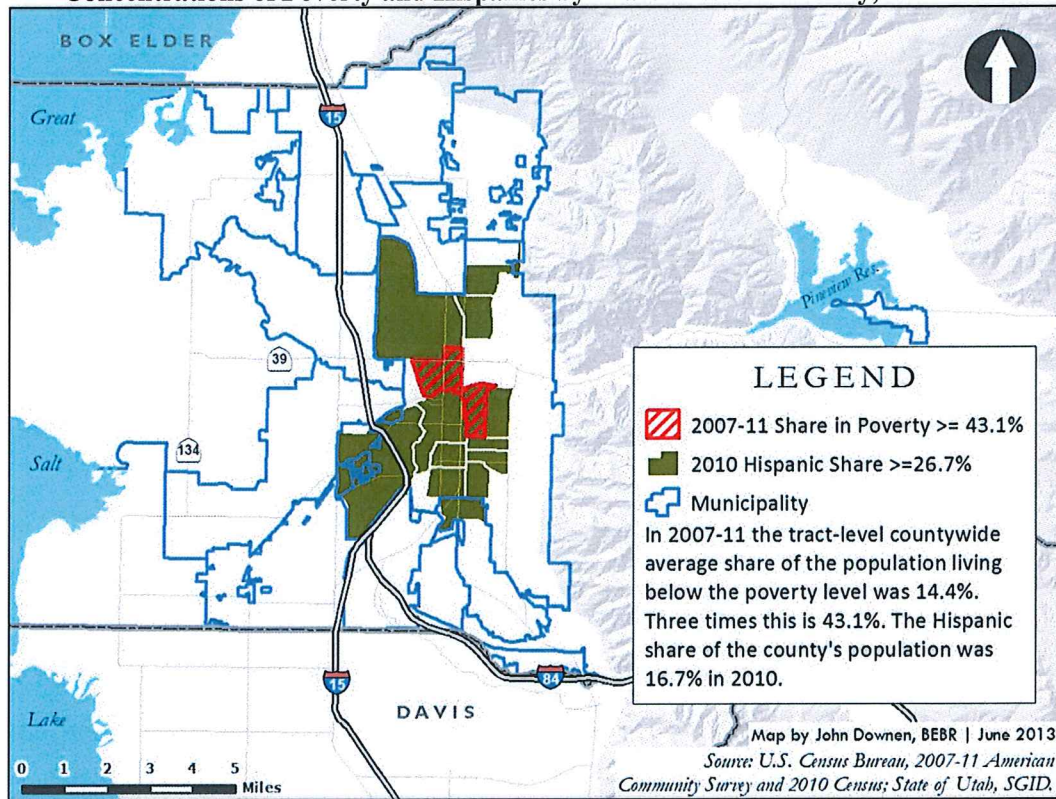 BOX ELDER
Great
15
39
134
Salt
Pineview Res.
LEGEND
2007-11 Share in Poverty >= 43.1%
2010 Hispanic Share >=26.7%
Municipality
In 2007-11 the tract-level countywide
average share of the population living
below the poverty level was 14.4%.
Three times this is 43.1%. The Hispanic
share of the county's population was
16.7% in 2010.
15
84
DAVIS
Lake
0 1 2 3 4 5
Miles
Map by John Downen, BEBR | June 2013
Source: U.S. Census Bureau, 2007-11 American
Community Survey and 2010 Census; State of Utah, SGID.